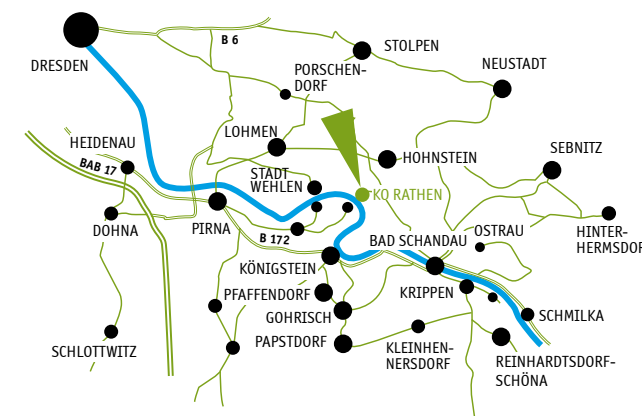 B 6
STOLPEN
DRESDEN
PORSCHEN-
DORF
NEUSTADT
LOHMEN
HEIDENAU
BAB 17
HOHNSTEIN
SEBNITZ
STADT
WEHLEN
KO RATHEN
DOHNA
PIRNA
B 172
BAD SCHANDAU
OSTRAU
HINTER-
HERMSDORF
KÖNIGSTEIN
PFAFFENDORF
KRIPPEN
GOHRISCH
SCHMILKA
PAPSTDORF
SCHLOTTWITZ
KLEINHEN-
NERSDORF
REINHARDTSDORF-
SCHÖNA